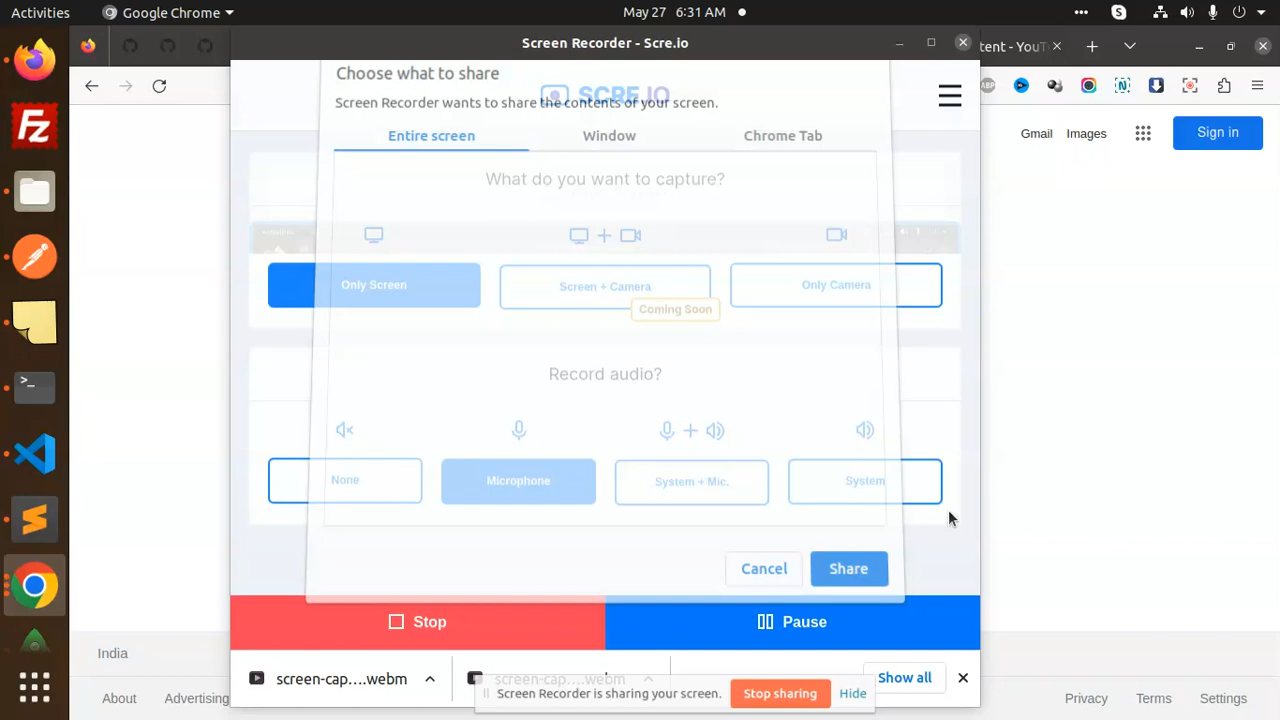 Activities
Google Chrome
May 27 6:31 AM
Screen Recorder - Scre.io
tent - YouT
Choose what to share
SCRE.IO
Screen Recorder wants to share the contents of your screen.
Entire screen
Window
Chrome Tab
Gmail
Images
Sign in
What do you want to capture?
Only Screen
Screen + Camera
Only Camera
Coming Soon
Record audio?
None
Microphone
System + Mic.
System
Cancel
Share
Stop
Pause
India
screen-cap....webm
screen-cap....webm
Show all
Screen Recorder is sharing your screen.
Stop sharing
Hide
About
Advertising
Privacy
Terms
Settings